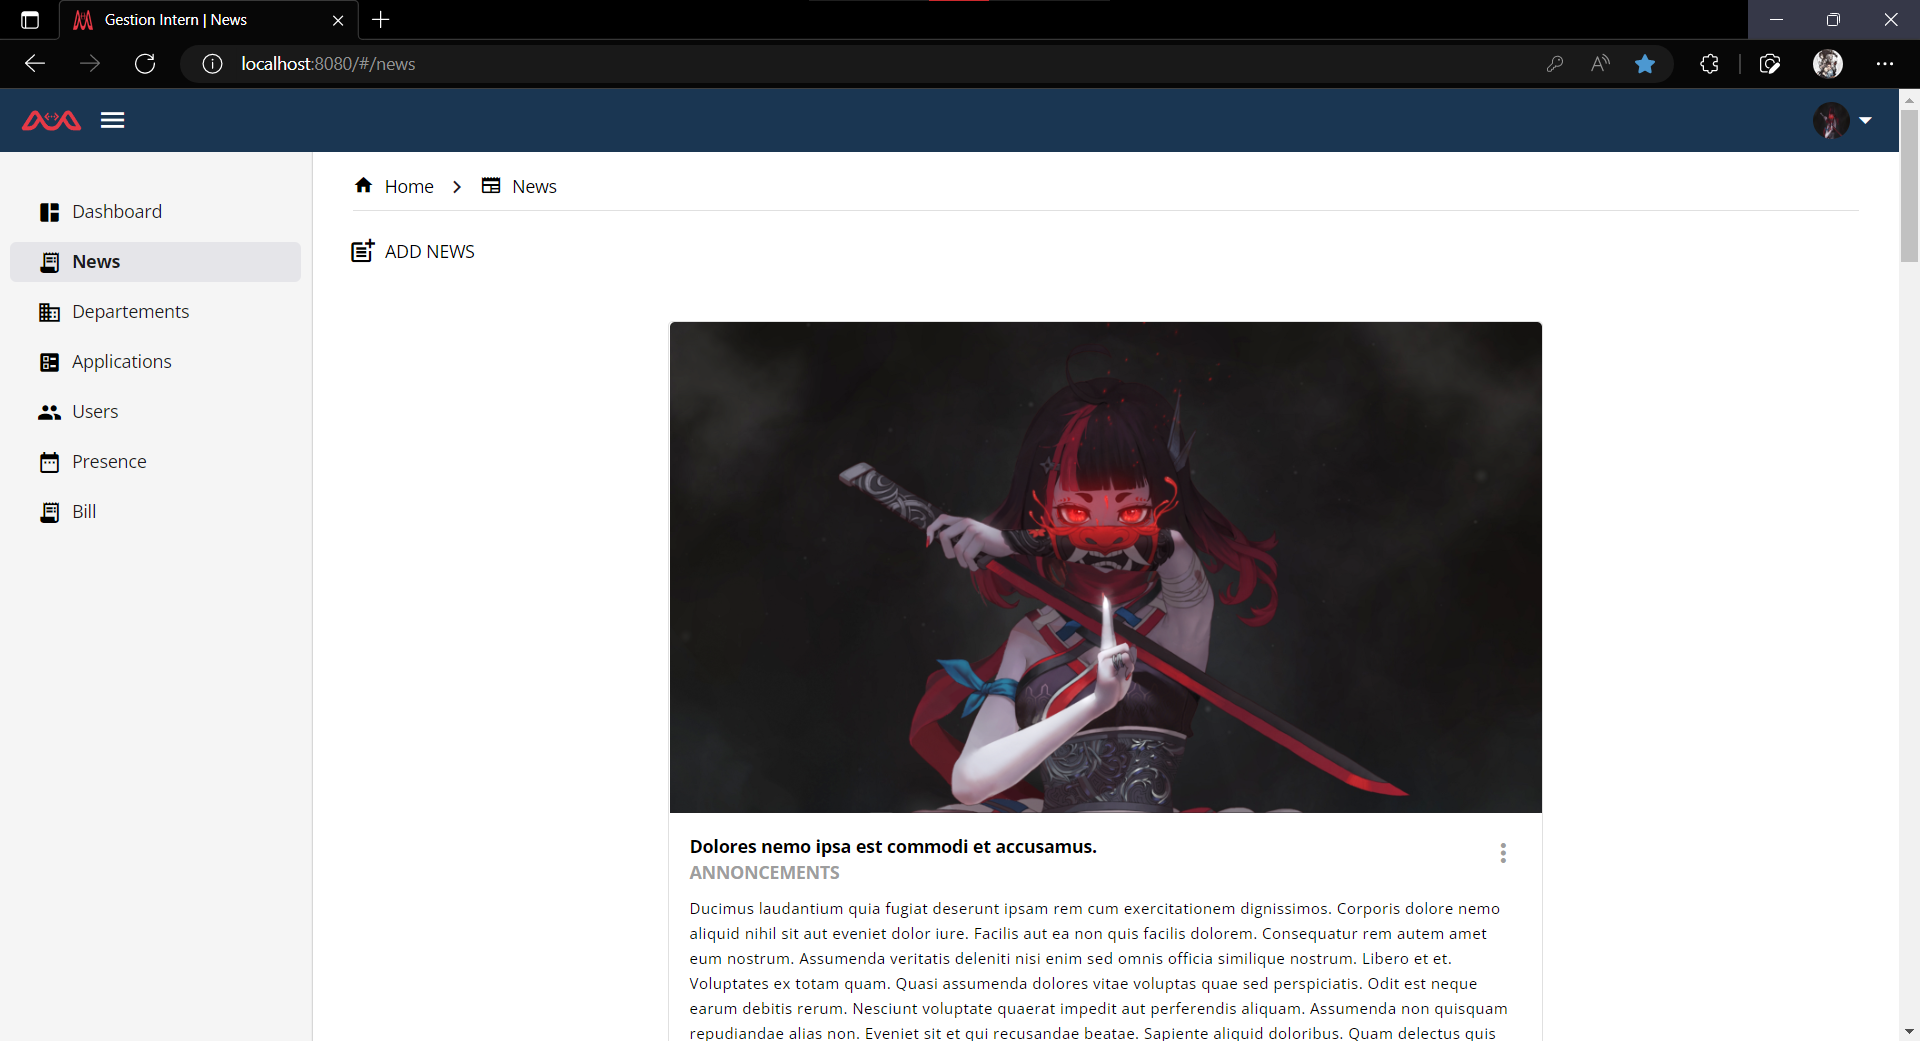 Gestion Intern | News
localhost:8080/#/news
Home
News
Dashboard
News
Departements
Applications
Users
Presence
Bill
ADD NEWS
Dolores nemo ipsa est commodi et accusamus.
ANNONCEMENTS
Ducimus laudantium quia fugiat deserunt ipsam rem cum exercitationem dignissimos. Corporis dolore nemo
aliquid nihil sit aut eveniet dolor iure. Facilis aut ea non quis facilis dolorem. Consequatur rem autem amet
eum nostrum. Assumenda veritatis deleniti nisi enim sed omnis officia similique nostrum. Libero et et.
Voluptates ex totam quam. Quasi assumenda dolores vitae voluptas quae sed perspiciatis. Odit est neque
earum debitis rerum. Nesciunt voluptate quaerat impedit aut perferendis aliquam. Assumenda non quisquam
repudiandae alias non. Eveniet sit et qui recusandae beatae. Sapiente aliquid doloribus. Quam delectus quis